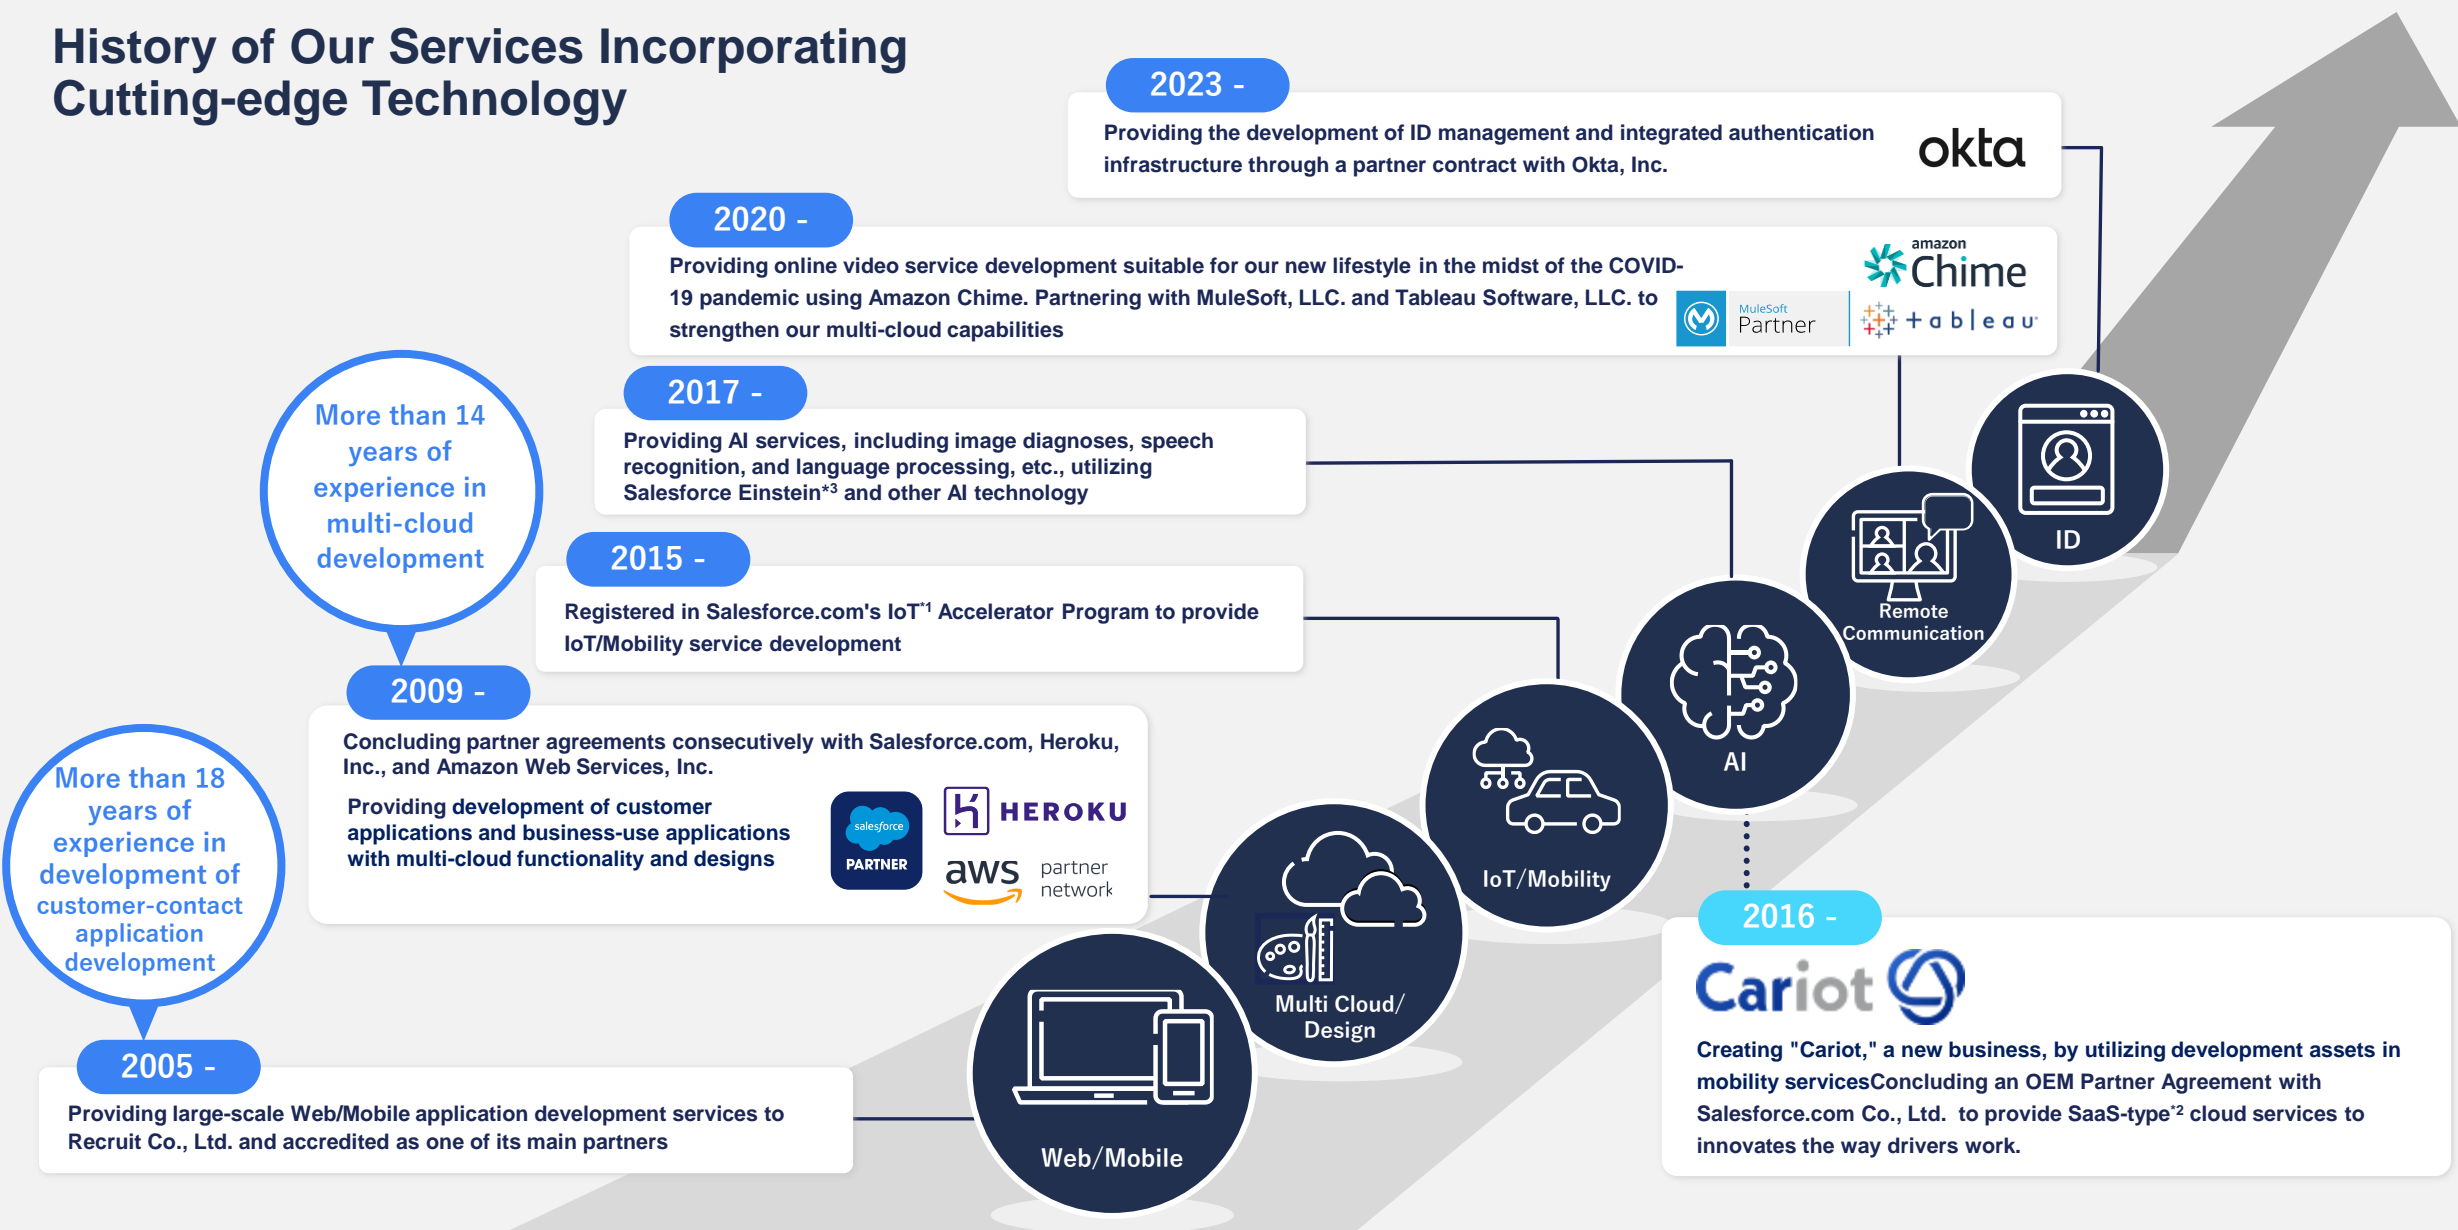 History of Our Services Incorporating
Cutting-edge Technology
2023 -
Providing the development of ID management and integrated authentication
infrastructure through a partner contract with Okta, Inc.
okta
2020 -
Providing online video service development suitable for our new lifestyle in the midst of the COVID-
19 pandemic using Amazon Chime. Partnering with MuleSoft, LLC. and Tableau Software, LLC. to
strengthen our multi-cloud capabilities
amazon
Chime
MuleSoft
Partner
+ableau
2017 -
Providing AI services, including image diagnoses, speech
recognition, and language processing, etc., utilizing
Salesforce Einstein*3 and other AI technology
2015 -
Registered in Salesforce.com's IoT*1 Accelerator Program to provide
IoT/Mobility service development
More than 14
years of
experience in
multi-cloud
development
2009 -
Concluding partner agreements consecutively with Salesforce.com, Heroku,
Inc., and Amazon Web Services, Inc.
Providing development of customer
applications and business-use applications
with multi-cloud functionality and designs
salesforce
PARTNER
HEROKU
aws
partner
network
More than 18
years of
experience in
development of
customer-contact
application
development
2005 -
Providing large-scale Web/Mobile application development services to
Recruit Co., Ltd. and accredited as one of its main partners
Web/Mobile
Multi Cloud/
Design
IoT/Mobility
AI
Remote
Communication
ID
2016 -
Cariot
Creating "Cariot," a new business, by utilizing development assets in
mobility servicesConcluding an OEM Partner Agreement with
Salesforce.com Co., Ltd. to provide SaaS-type*2 cloud services to
innovates the way drivers work.